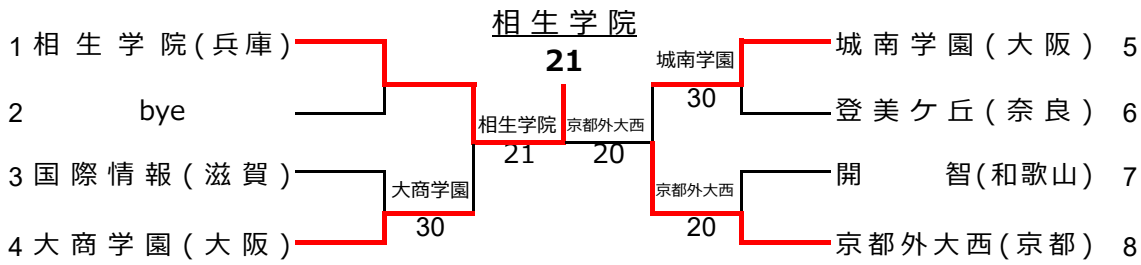 相生学院
21
1 相生学院(兵庫)
2 bye
3 国際情報(滋賀)
4 大商学園(大阪)
大商学園
30
相生学院
21
京都外大西
20
城南学園
30
京都外大西
20
城南学園(大阪) 5
登美ケ丘(奈良) 6
開 智(和歌山) 7
京都外大西(京都) 8